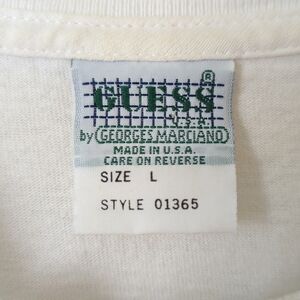 GUESS ®
U.S.A.
by GEORGES MARCIANO
MADE IN U.S.A.
CARE ON REVERSE
SIZE L
STYLE 01365